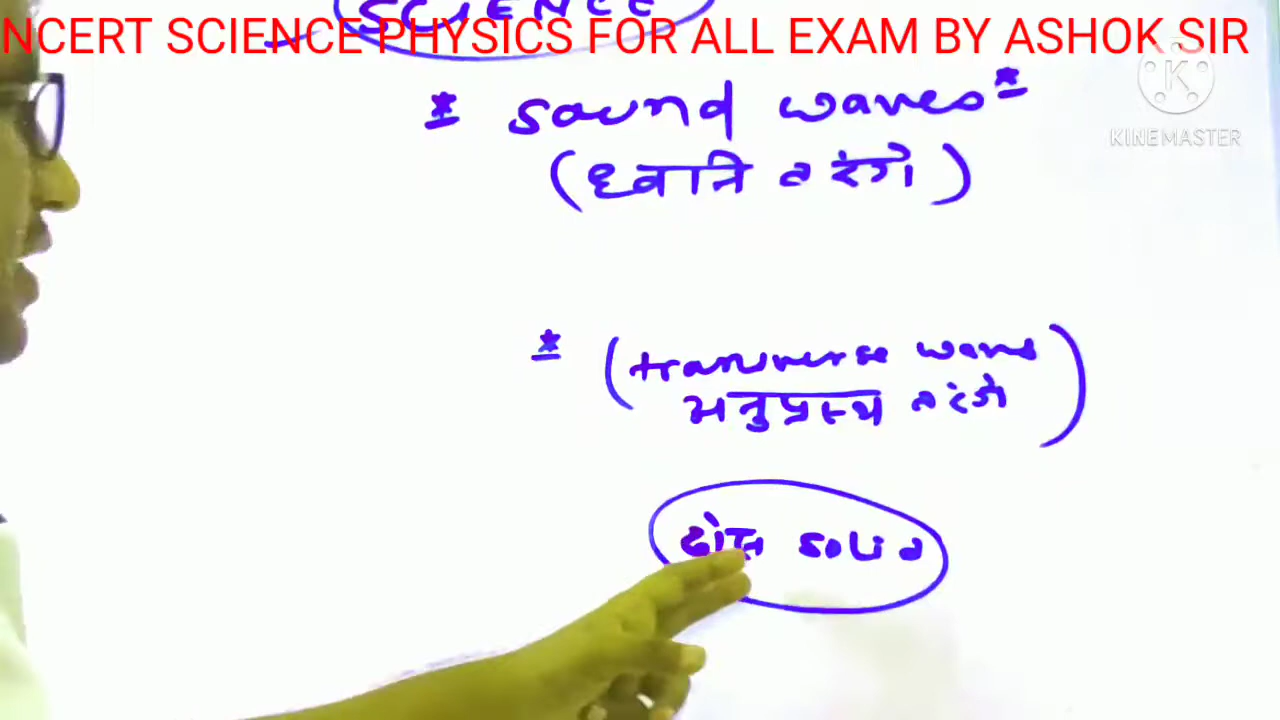 SCIENCE
NCERT SCIENCE PHYSICS FOR ALL EXAM BY ASHOK SIR
K
KINEMASTER
* sound waves *
(ध्वनि तरंगे)
* (transverse wave
अनुप्रस्थ तरंगे)
ठोस solid